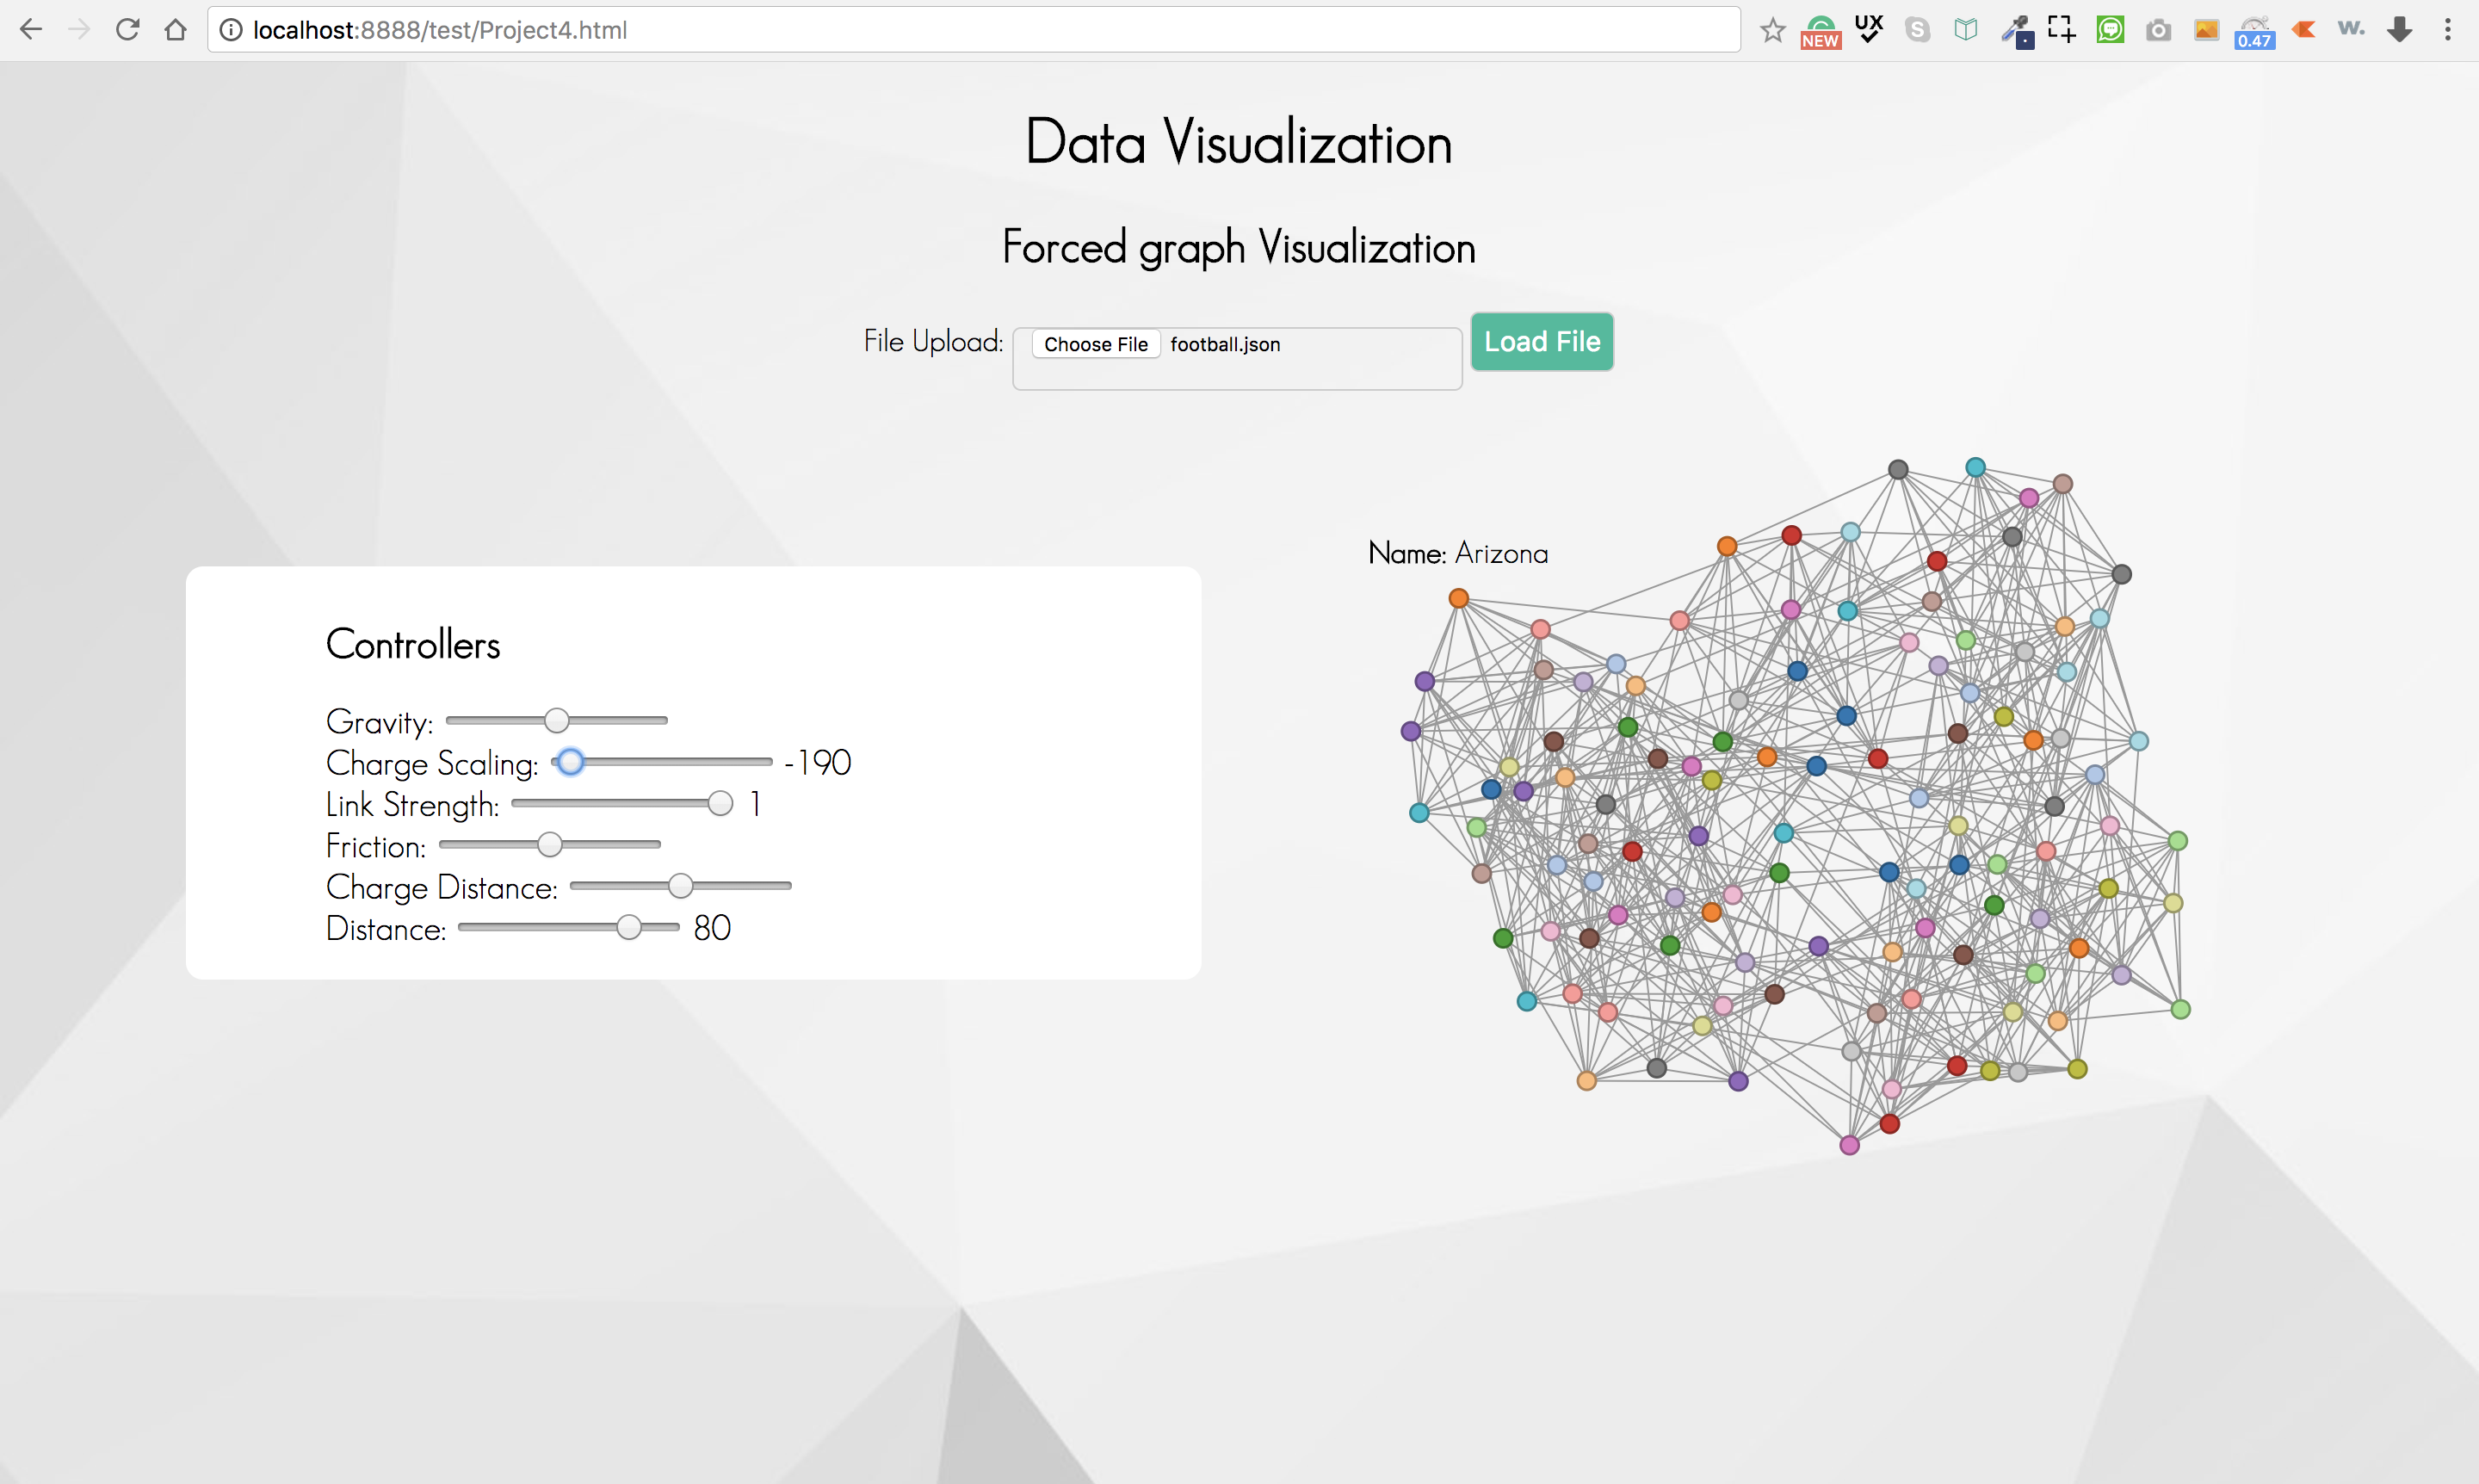 localhost:8888/test/Project4.html
NEW
UX
0.47
w.
Data Visualization
Forced graph Visualization
File Upload: Choose File football.json Load File
Name: Arizona
Controllers
Gravity:
Charge Scaling: -190
Link Strength: 1
Friction:
Charge Distance:
Distance: 80